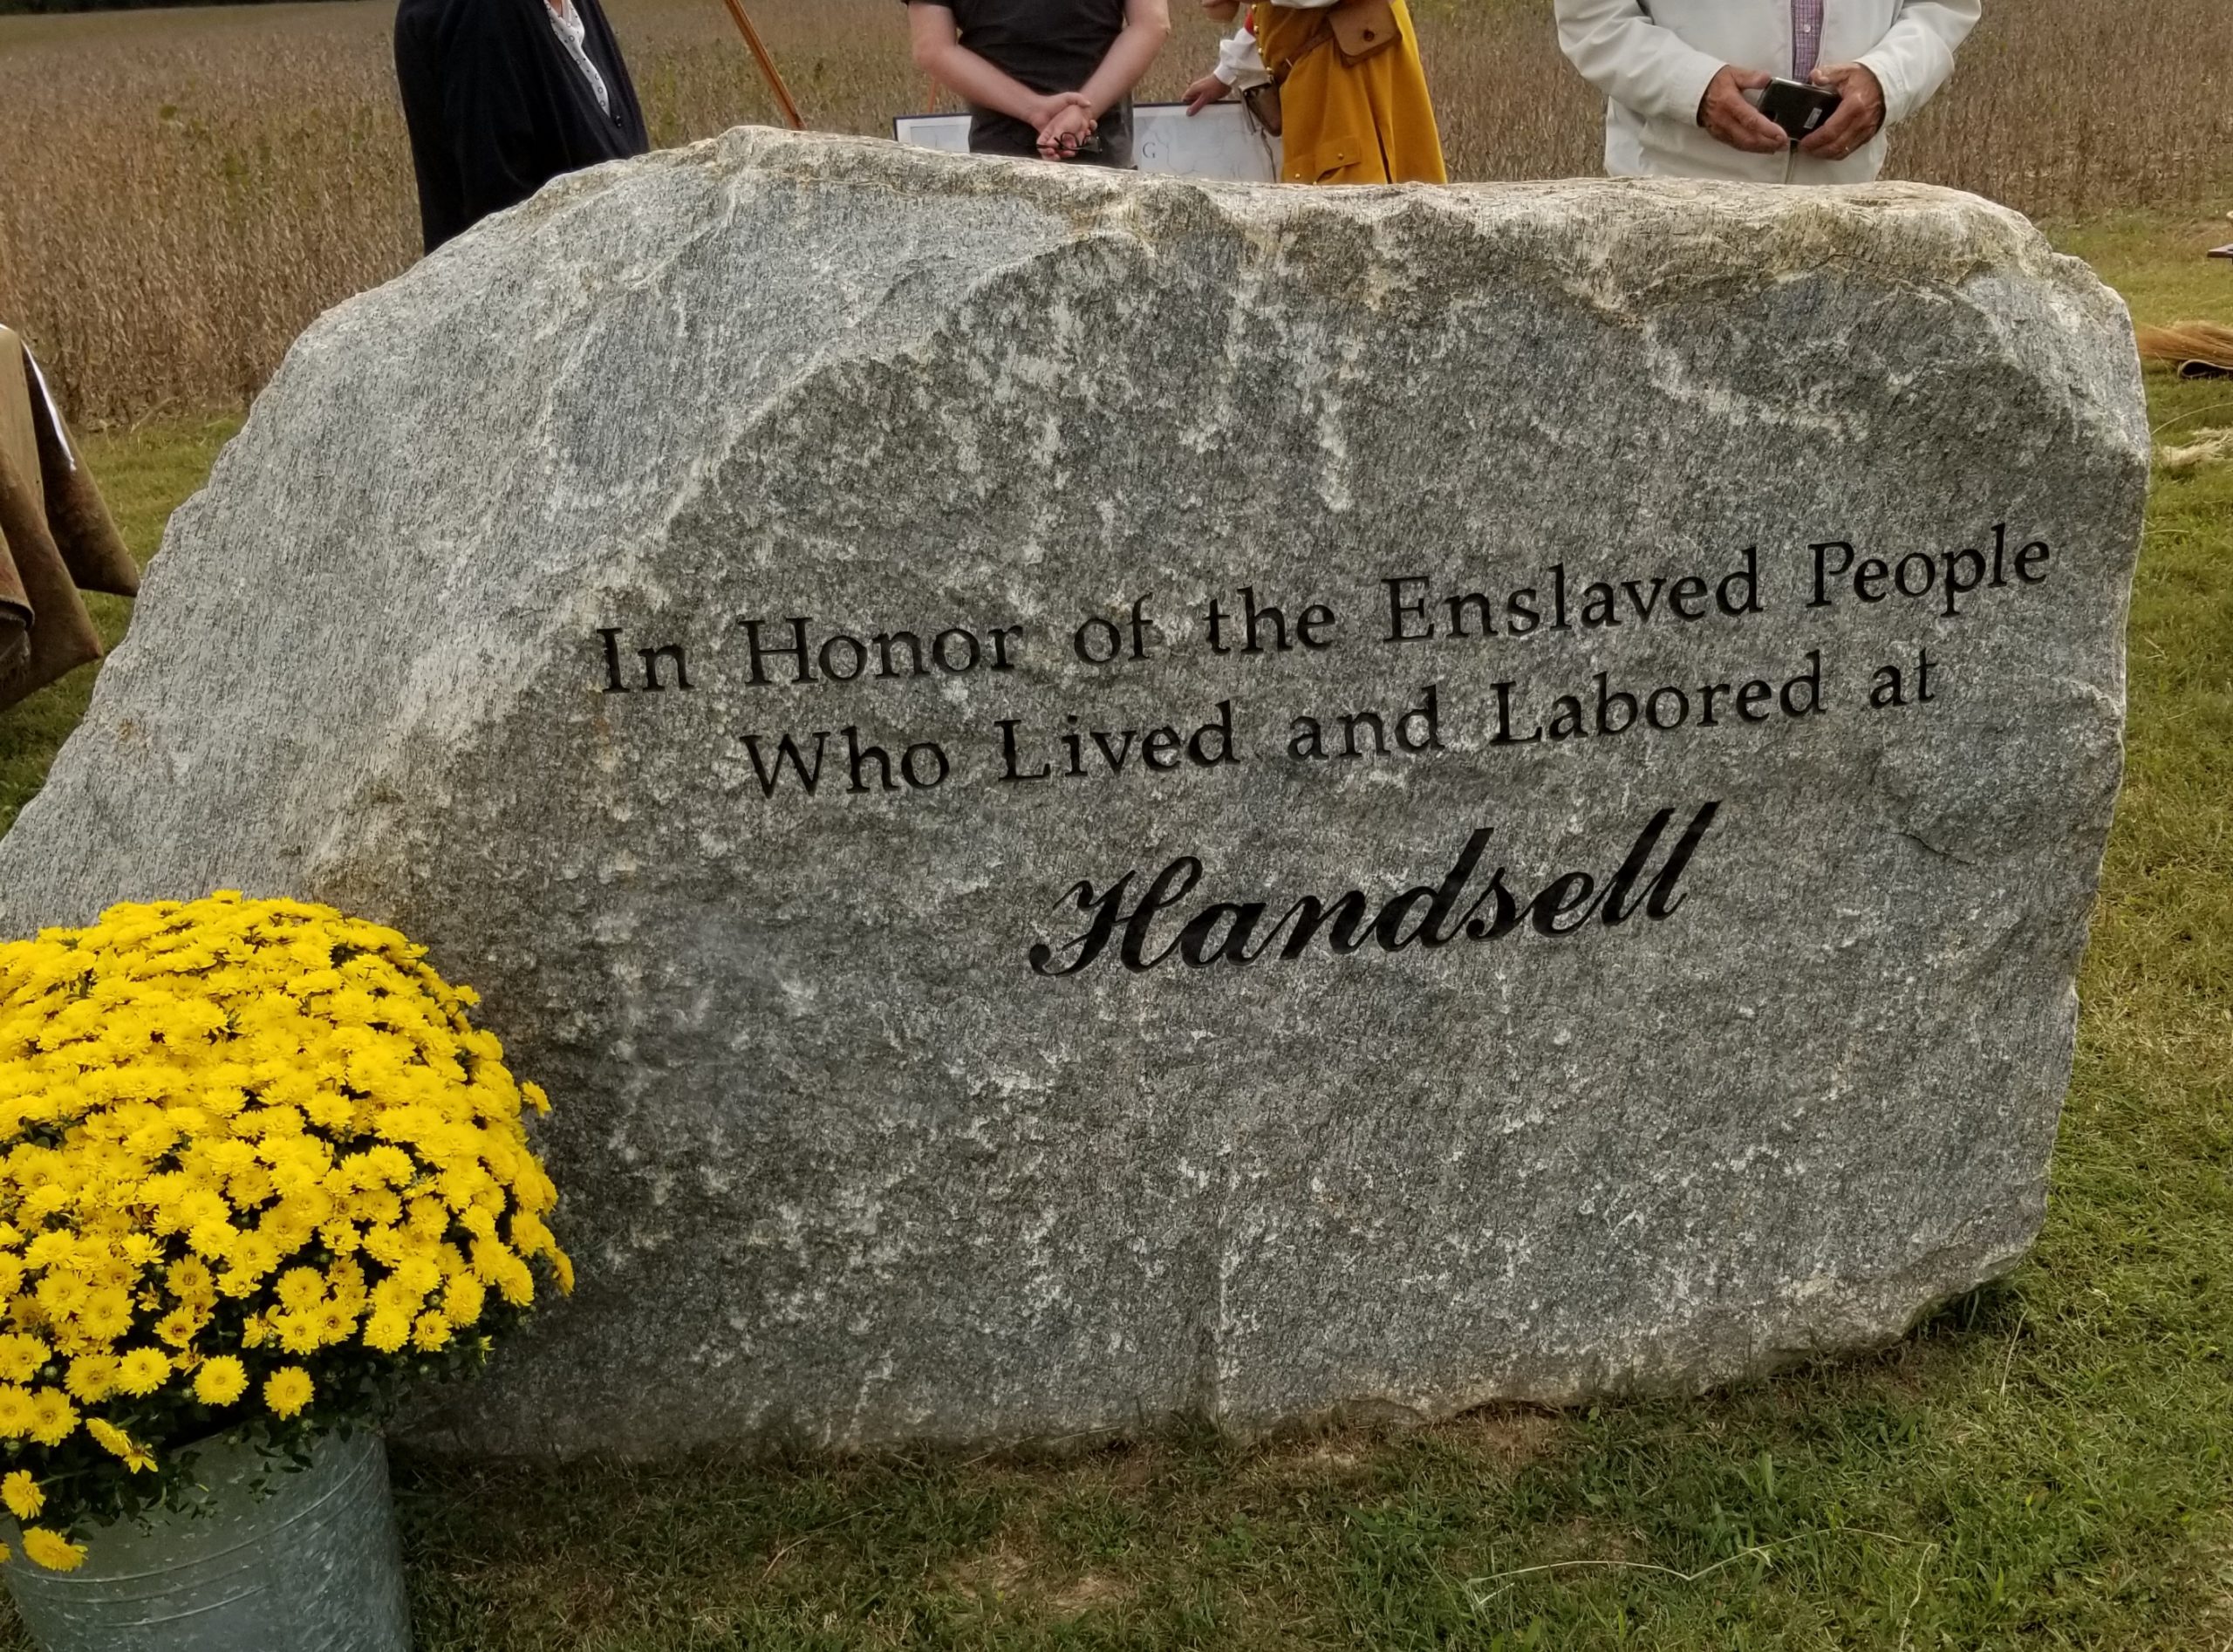 In Honor of the Enslaved People
Who Lived and Labored at
Handsell
G